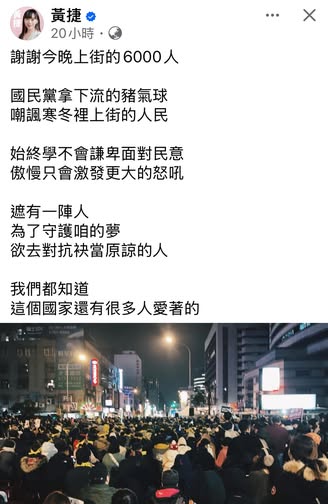 黃捷
20小時
謝謝今晚上街的6000人
國民黨拿下流的豬氣球
嘲諷寒冬裡上街的人民
始終學不會謙卑面對民意
傲慢只會激發更大的怒吼
遮有一陣人
為了守護咱的夢
欲去對抗袂當原諒的人
我們都知道
這個國家還有很多人愛著的